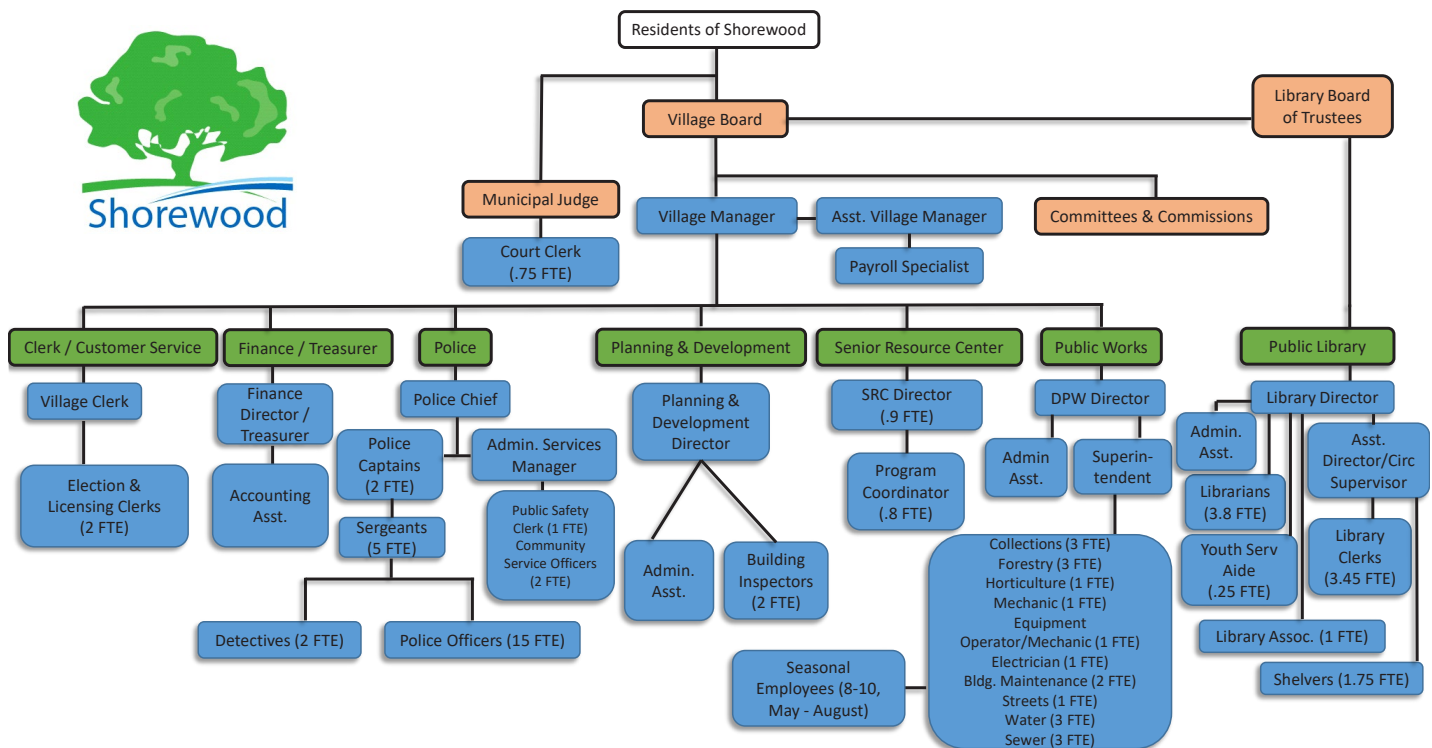 Residents of Shorewood
Shorewood
Village Board
Library Board
of Trustees
Municipal Judge
Village Manager
Asst. Village Manager
Committees & Commissions
Court Clerk
(.75 FTE)
Payroll Specialist
Clerk / Customer Service
Finance / Treasurer
Police
Planning & Development
Senior Resource Center
Public Works
Public Library
Village Clerk
Election &
Licensing Clerks
(2 FTE)
Finance
Director /
Treasurer
Accounting
Asst.
Police Chief
Police
Captains
(2 FTE)
Admin. Services
Manager
Sergeants
(5 FTE)
Public Safety
Clerk (1 FTE)
Community
Service Officers
(2 FTE)
Detectives (2 FTE)
Police Officers (15 FTE)
Planning &
Development
Director
Admin.
Asst.
Building
Inspectors
(2 FTE)
SRC Director
(.9 FTE)
Program
Coordinator
(.8 FTE)
DPW Director
Admin
Asst.
Superin-
tendent
Collections (3 FTE)
Forestry (3 FTE)
Horticulture (1 FTE)
Mechanic (1 FTE)
Equipment
Operator/Mechanic (1 FTE)
Electrician (1 FTE)
Bldg. Maintenance (2 FTE)
Streets (1 FTE)
Water (3 FTE)
Sewer (3 FTE)
Seasonal
Employees (8-10,
May - August)
Library Director
Admin.
Asst.
Librarians
(3.8 FTE)
Youth Serv
Aide
(.25 FTE)
Library Assoc. (1 FTE)
Asst.
Director/Circ
Supervisor
Library
Clerks
(3.45 FTE)
Shelvers (1.75 FTE)